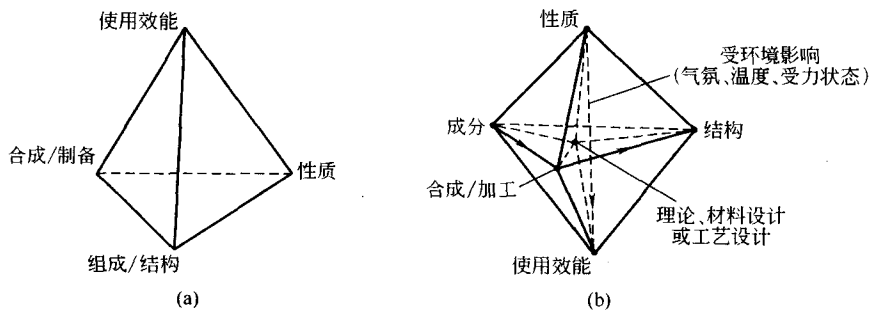 使用效能
合成/制备
性质
组成/结构
(a)
性质
受环境影响
(气氛、温度、受力状态)
成分
结构
合成/加工
理论、材料设计
或工艺设计
使用效能
(b)